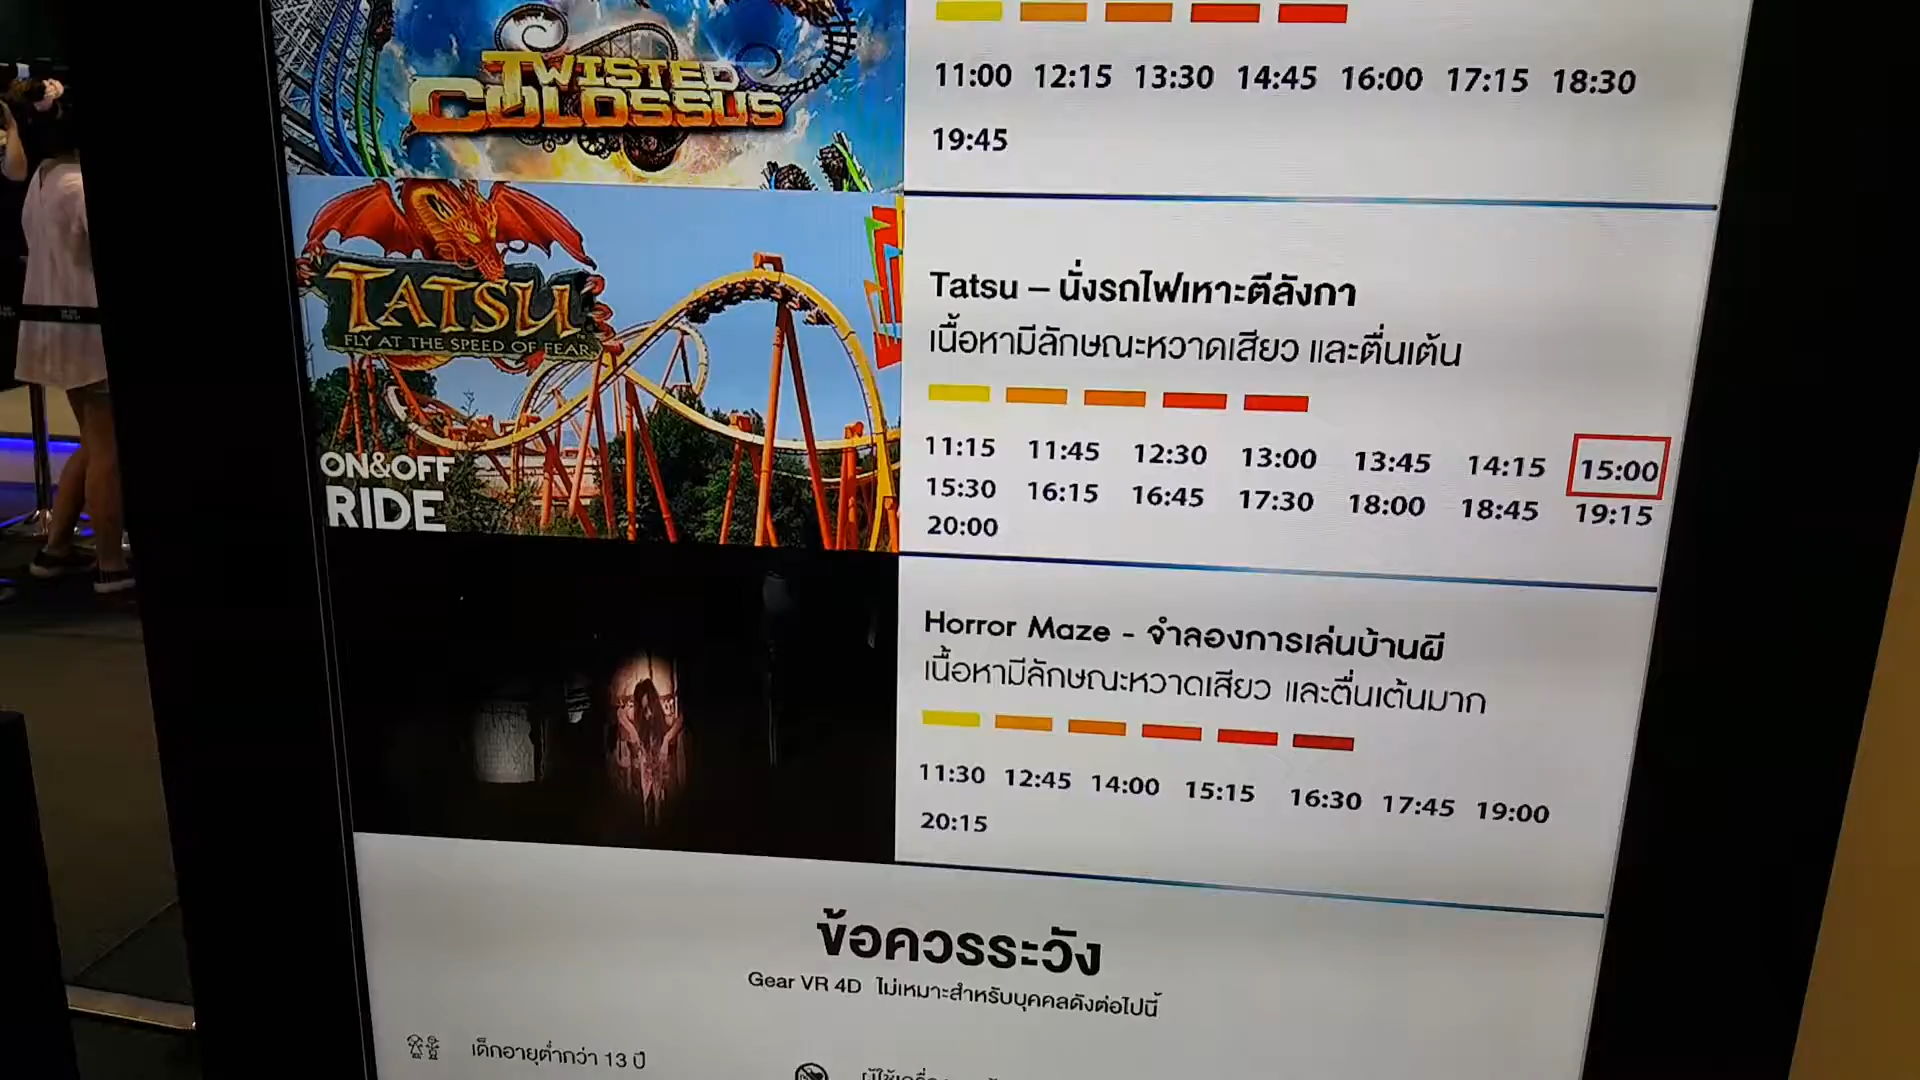 TWISTED
COLOSSUS
11:00 12:15 13:30 14:45 16:00 17:15 18:30
19:45
TATSU
FLY AT THE SPEED OF FEAR
ON&OFF
RIDE
Tatsu – นั่งรถไฟเหาะตีลังกา
เนื้อหามีลักษณะหวาดเสียว และตื่นเต้น
11:15 11:45 12:30 13:00 13:45 14:15 15:00
15:30 16:15 16:45 17:30 18:00 18:45 19:15
20:00
Horror Maze - จำลองการเล่นบ้านผี
เนื้อหามีลักษณะหวาดเสียว และตื่นเต้นมาก
11:30 12:45 14:00 15:15 16:30 17:45 19:00
20:15
ข้อควรระวัง
Gear VR 4D ไม่เหมาะสำหรับบุคคลดังต่อไปนี้
เด็กอายุต่ำกว่า 13 ปี